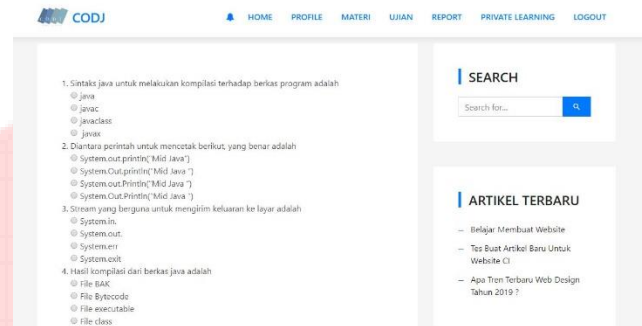 CODJ
HOME PROFILE MATERI UJIAN REPORT PRIVATE LEARNING LOGOUT
1. Sintaks java untuk melakukan kompilasi terhadap berkas program adalah
java
javac
javaclass
javax
2. Diantara perintah untuk mencetak berikut, yang benar adalah
System.out.println("Mid Java")
System.Out.println("Mid Java ")
System.out.Println("Mid Java ")
System.Out.Println("Mid Java ")
3. Stream yang berguna untuk mengirim keluaran ke layar adalah
System.in.
System.out.
System.err
System.exit
4. Hasil kompilasi dari berkas java adalah
File BAK
File Bytecode
File executable
File class
SEARCH
Search for...
ARTIKEL TERBARU
– Belajar Membuat Website
– Tes Buat Artikel Baru Untuk
Website CI
– Apa Tren Terbaru Web Design
Tahun 2019 ?